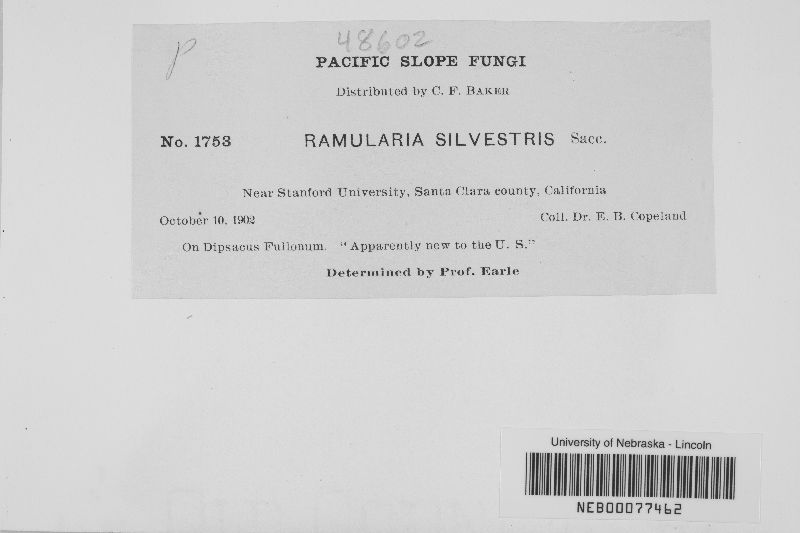 P 48602
PACIFIC SLOPE FUNGI
Distributed by C. F. BAKER
No. 1753 RAMULARIA SILVESTRIS Sacc.
Near Stanford University, Santa Clara county, California
October 10, 1902 Coll. Dr. E. B. Copeland
On Dipsacus Fullonum. "Apparently new to the U. S."
Determined by Prof. Earle
University of Nebraska - Lincoln
NEB00077462